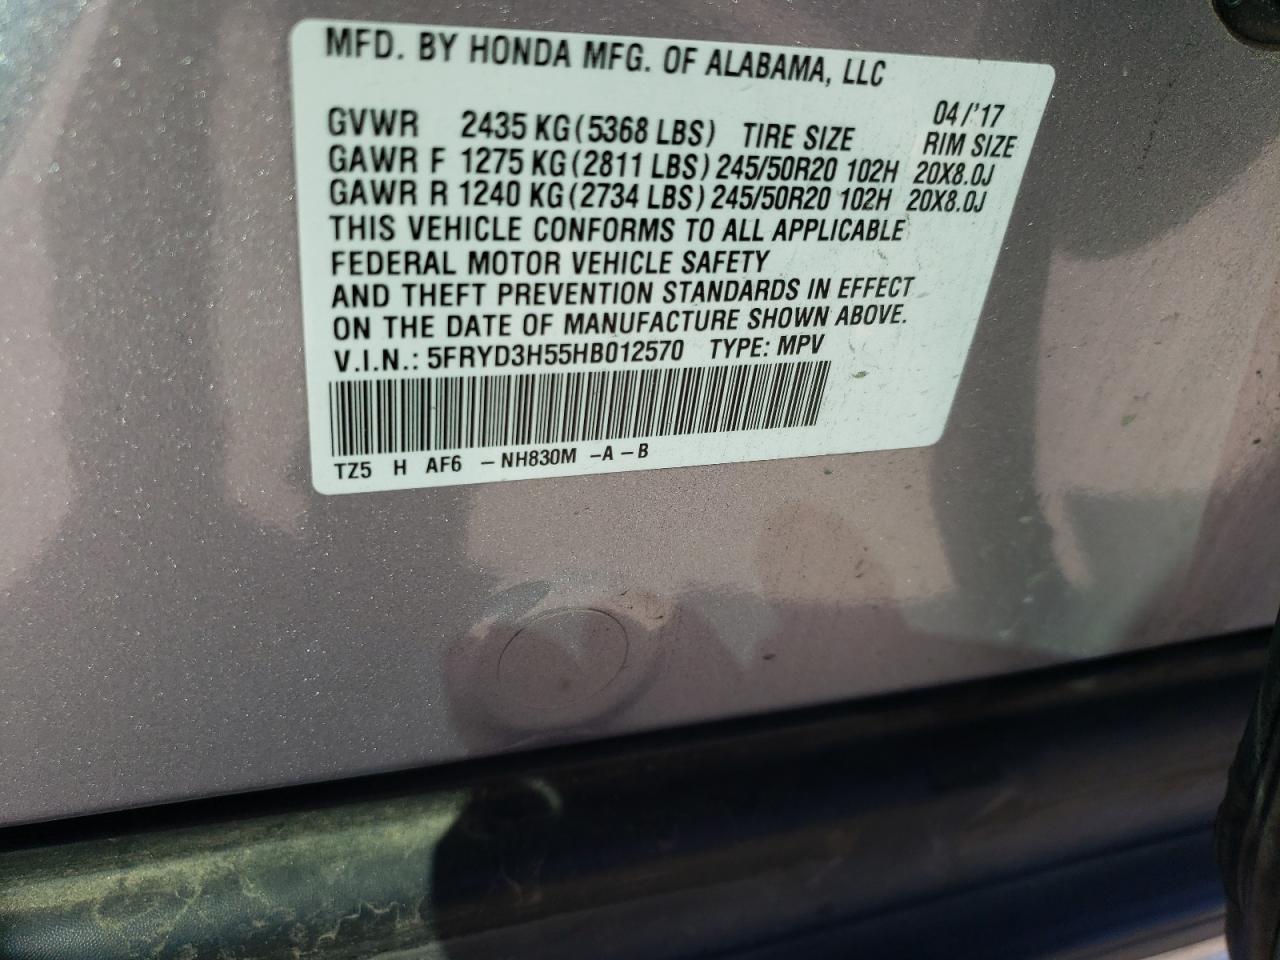 MFD. BY HONDA MFG. OF ALABAMA, LLC
04/'17
GVWR 2435 KG (5368 LBS) TIRE SIZE RIM SIZE
GAWR F 1275 KG (2811 LBS) 245/50R20 102H 20X8.0J
GAWR R 1240 KG (2734 LBS) 245/50R20 102H 20X8.0J
THIS VEHICLE CONFORMS TO ALL APPLICABLE
FEDERAL MOTOR VEHICLE SAFETY
AND THEFT PREVENTION STANDARDS IN EFFECT
ON THE DATE OF MANUFACTURE SHOWN ABOVE.
V.I.N.: 5FRYD3H55HB012570 TYPE: MPV
TZ5 H AF6 -NH830M -A-B